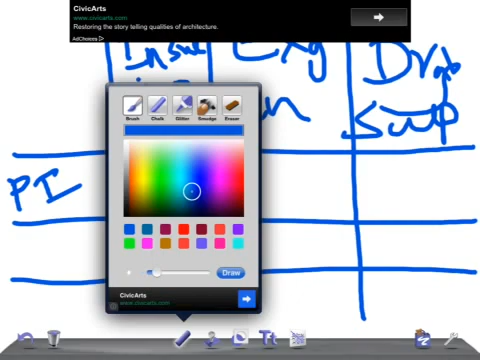 CivicArts
www.civicarts.com
Restoring the story telling qualities of architecture.
AdChoices
Brush Chalk Glitter Smudge Eraser
PI
Draw
CivicArts
www.civicarts.com
Tt